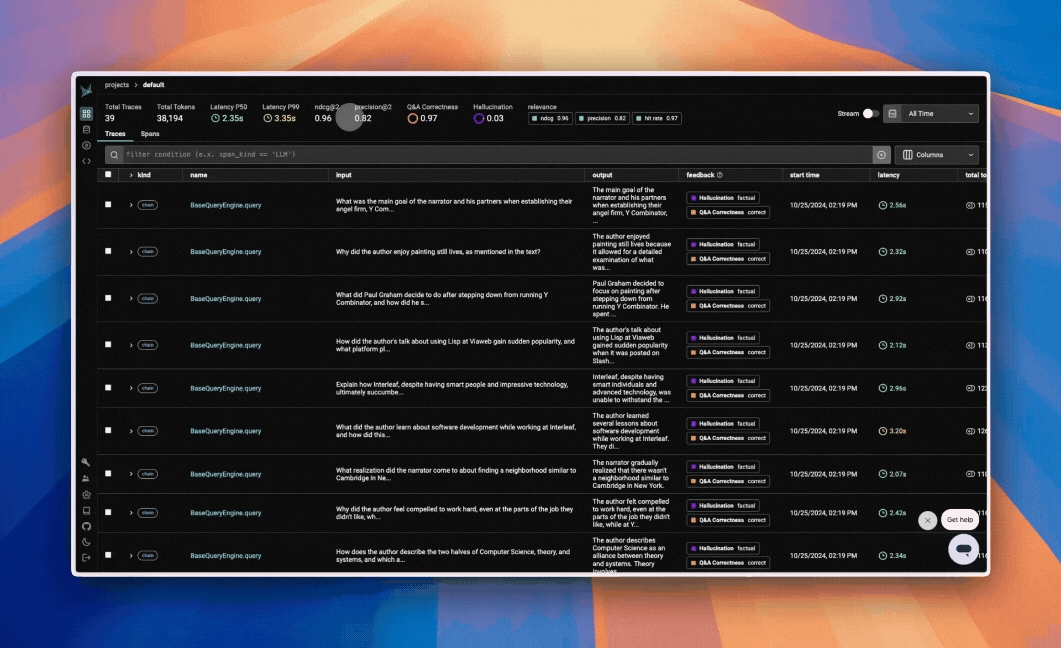 projects > default
Total Traces
39
Total Tokens
38,194
Latency P50
2.35s
Latency P99
3.35s
ndcg@2
0.96
precision@2
0.82
Q&A Correctness
0.97
Hallucination
0.03
relevance
ndcg 0.96
precision 0.82
hit rate 0.97
Stream
All Time
Traces
Spans
filter condition (e.x. span_kind == 'LLM')
Columns
kind
name
input
output
feedback
start time
latency
total to
chain
BaseQueryEngine.query
What was the main goal of the narrator and his partners when establishing their
angel firm, Y Com...
The main goal of the
narrator and his partners
when establishing their
angel firm, Y Combinator,
...
Hallucination factual
Q&A Correctness correct
10/25/2024, 02:19 PM
2.56s
chain
BaseQueryEngine.query
Why did the author enjoy painting still lives, as mentioned in the text?
The author enjoyed
painting still lives because
it allowed for a detailed
examination of what
was...
Hallucination factual
Q&A Correctness correct
10/25/2024, 02:19 PM
2.32s
chain
BaseQueryEngine.query
What did Paul Graham decide to do after stepping down from running Y
Combinator, and how did he s...
Paul Graham decided to
focus on painting after
stepping down from
running Y Combinator. He
spent ...
Hallucination factual
Q&A Correctness correct
10/25/2024, 02:19 PM
2.92s
chain
BaseQueryEngine.query
How did the author's talk about using Lisp at Viaweb gain sudden popularity, and
what platform pl...
The author's talk about
using Lisp at Viaweb
gained sudden popularity
when it was posted on
Slash...
Hallucination factual
Q&A Correctness correct
10/25/2024, 02:19 PM
2.12s
chain
BaseQueryEngine.query
Explain how Interleaf, despite having smart people and impressive technology,
ultimately succumbe...
Interleaf, despite having
smart individuals and
advanced technology, was
unable to withstand the ...
Hallucination factual
Q&A Correctness correct
10/25/2024, 02:19 PM
2.96s
chain
BaseQueryEngine.query
What did the author learn about software development while working at Interleaf,
and how did this...
The author learned
several lessons about
software development
while working at Interleaf.
They di...
Hallucination factual
Q&A Correctness correct
10/25/2024, 02:19 PM
3.20s
chain
BaseQueryEngine.query
What realization did the narrator come to about finding a neighborhood similar to
Cambridge in Ne...
The narrator gradually
realized that there wasn't
a neighborhood similar to
Cambridge in New York.
Hallucination factual
Q&A Correctness correct
10/25/2024, 02:19 PM
2.07s
chain
BaseQueryEngine.query
Why did the author feel compelled to work hard, even at the parts of the job they
didn't like, wh...
The author felt compelled
to work hard, even at the
parts of the job they didn't
like, while at Y...
Hallucination factual
Q&A Correctness correct
10/25/2024, 02:19 PM
2.42s
chain
BaseQueryEngine.query
How does the author describe the two halves of Computer Science, theory, and
systems, and which a...
The author describes
Computer Science as an
alliance between theory
and systems. Theory
involves
Hallucination factual
Q&A Correctness correct
10/25/2024, 02:19 PM
2.34s
Get help